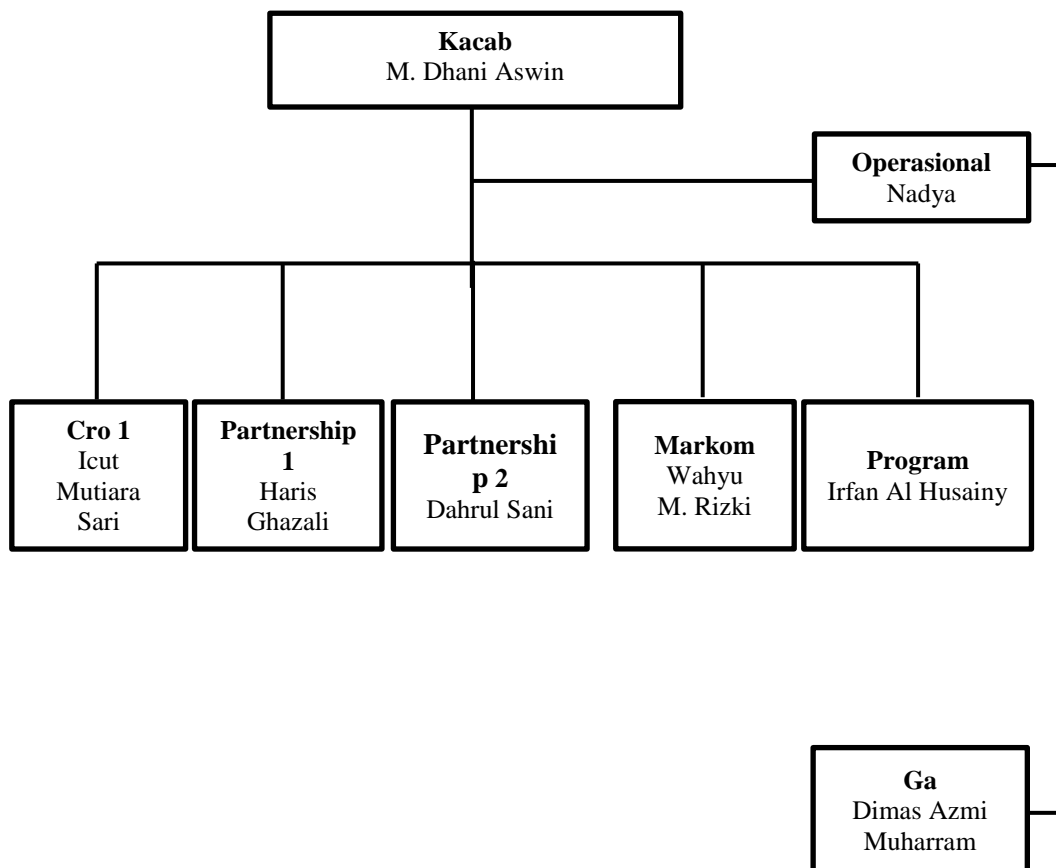 Kacab
M. Dhani Aswin
Operasional
Nadya
Cro 1
Icut
Mutiara
Sari
Partnership
1
Haris
Ghazali
Partnershi
p 2
Dahrul Sani
Markom
Wahyu
M. Rizki
Program
Irfan Al Husainy
Ga
Dimas Azmi
Muharram